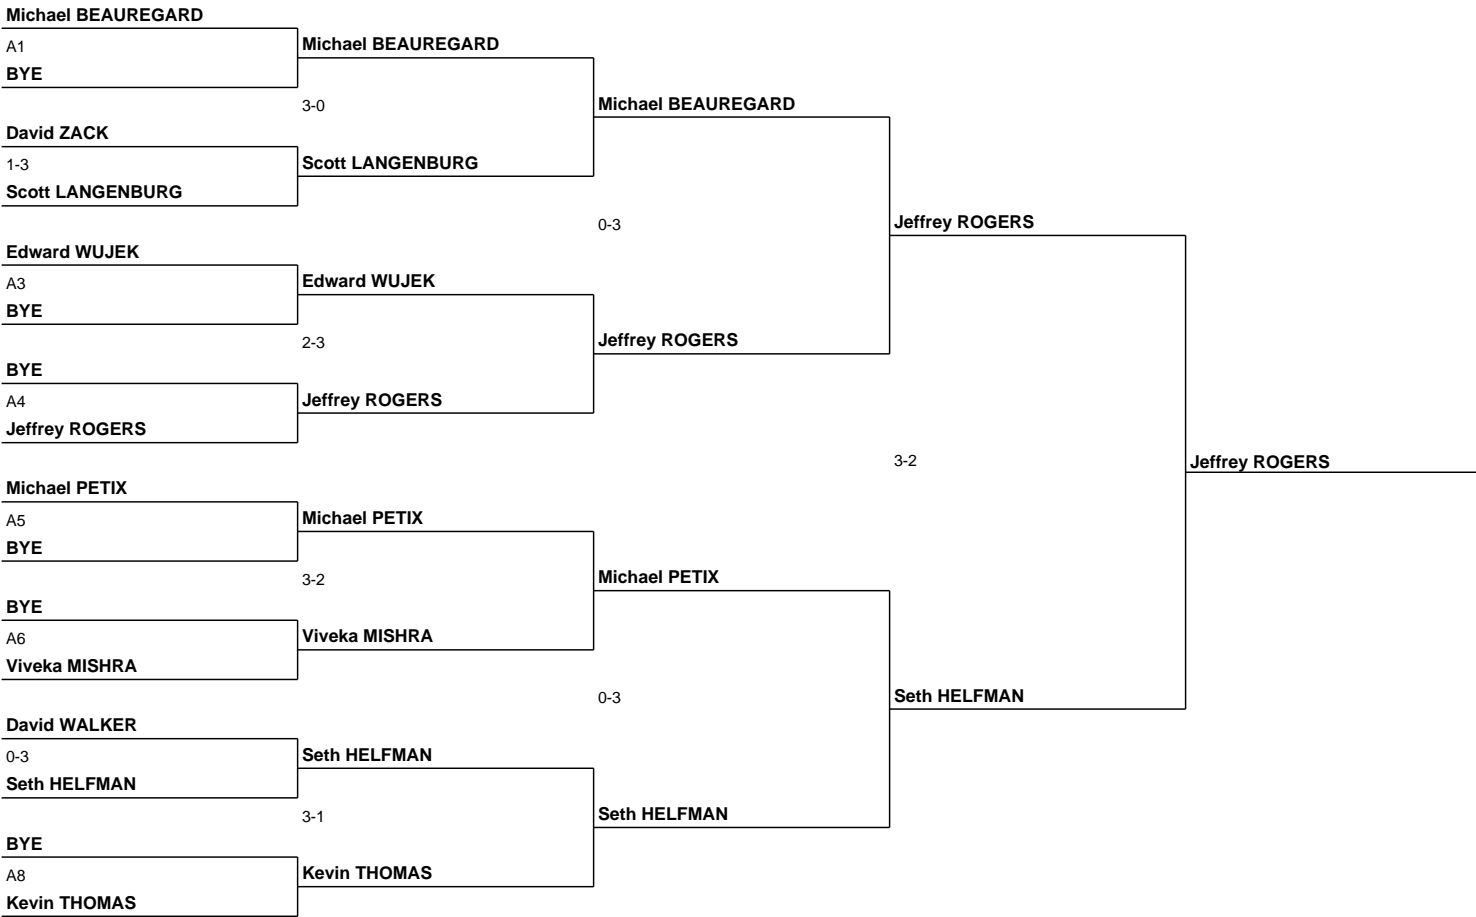 Michael BEAUREGARD
A1
BYE
David ZACK
1-3
Scott LANGENBURG
Edward WUJEK
A3
BYE
BYE
A4
Jeffrey ROGERS
Michael PETIX
A5
BYE
BYE
A6
Viveka MISHRA
David WALKER
0-3
Seth HELFMAN
BYE
A8
Kevin THOMAS
Michael BEAUREGARD
3-0
Scott LANGENBURG
Edward WUJEK
2-3
Jeffrey ROGERS
Michael PETIX
3-2
Viveka MISHRA
Seth HELFMAN
3-1
Kevin THOMAS
Michael BEAUREGARD
0-3
Jeffrey ROGERS
Michael PETIX
0-3
Seth HELFMAN
Jeffrey ROGERS
3-2
Seth HELFMAN
Jeffrey ROGERS